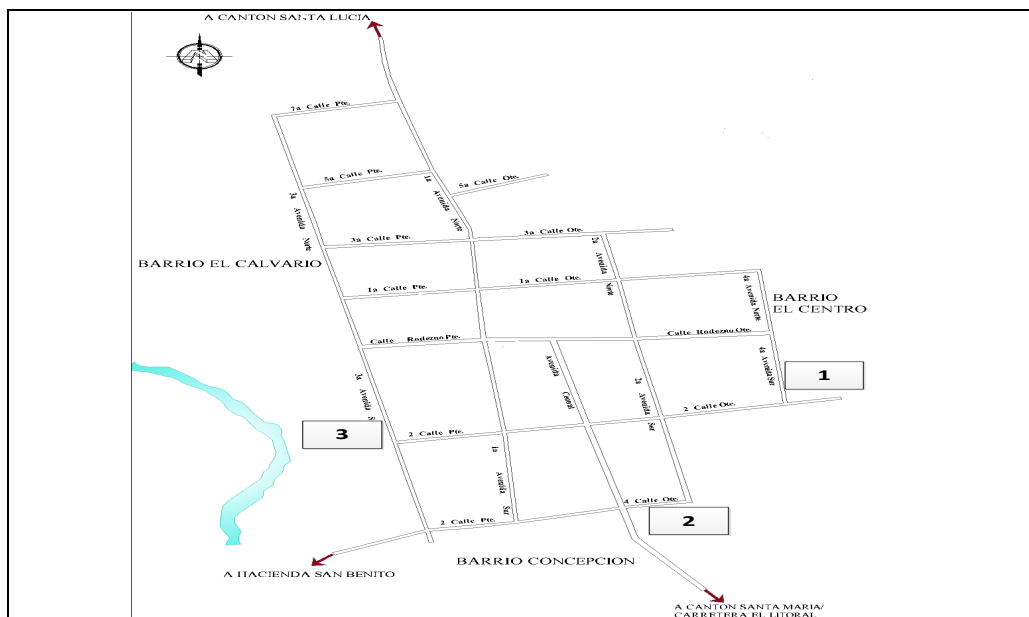 A CANTON SANTA LUCIA
7a Calle Pte.
5a Calle Pte.
1a Avenida Norte
5a Calle Ote.
3a Avenida Norte
3a Calle Pte.
3a Calle Ote.
2a Avenida Norte
BARRIO EL CALVARIO
1a Calle Pte.
1a Calle Ote.
4a Avenida Norte
BARRIO
EL CENTRO
Calle Rodezno Pte.
Calle Rodezno Ote.
3a Avenida S
Avenida
2a Avenida Sur
4a Avenida Sur
1
2 Calle Ote.
3
2 Calle Pte.
1a Avenida Sur
4 Calle Ote.
2
2 Calle Pte.
BARRIO CONCEPCION
A HACIENDA SAN BENITO
A CANTON SANTA MARIA/
CARRETERA EL LITORAL